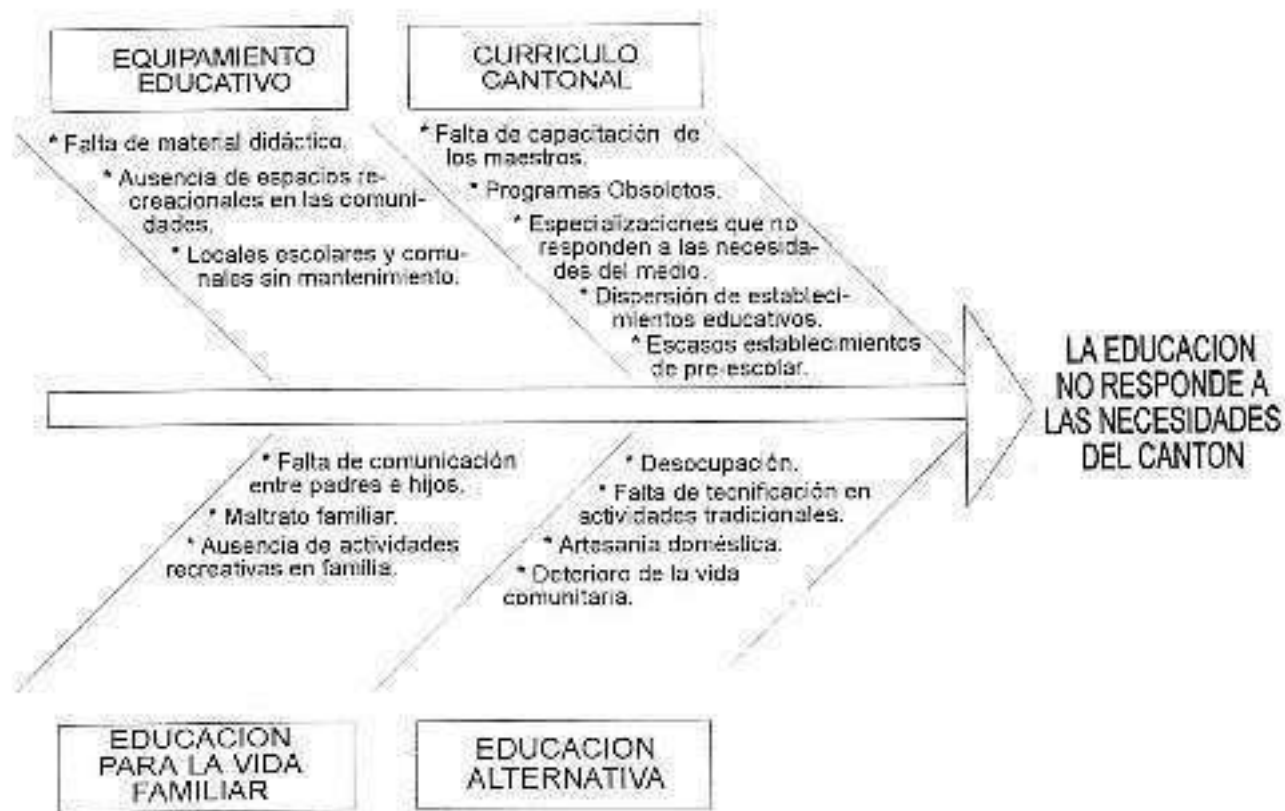 EQUIPAMIENTO
EDUCATIVO
* Falta de material didáctico.
* Ausencia de espacios re-
creacionales en las comuni-
dades.
* Locales escolares y comu-
nales sin mantenimiento.
CURRICULO
CANTONAL
* Falta de capacitación de
los maestros.
* Programas Obsoletos.
* Especializaciones que no
responden a las necesida-
des del medio.
* Dispersión de estableci-
mientos educativos.
* Escasos establecimientos
de pre-escolar.
LA EDUCACION
NO RESPONDE A
LAS NECESIDADES
DEL CANTON
* Falta de comunicación
entre padres e hijos.
* Maltrato familiar.
* Ausencia de actividades
recreativas en familia.
EDUCACION
PARA LA VIDA
FAMILIAR
* Desocupación.
* Falta de tecnificación en
actividades tradicionales.
* Artesanía doméstica.
* Deterioro de la vida
comunitaria.
EDUCACION
ALTERNATIVA